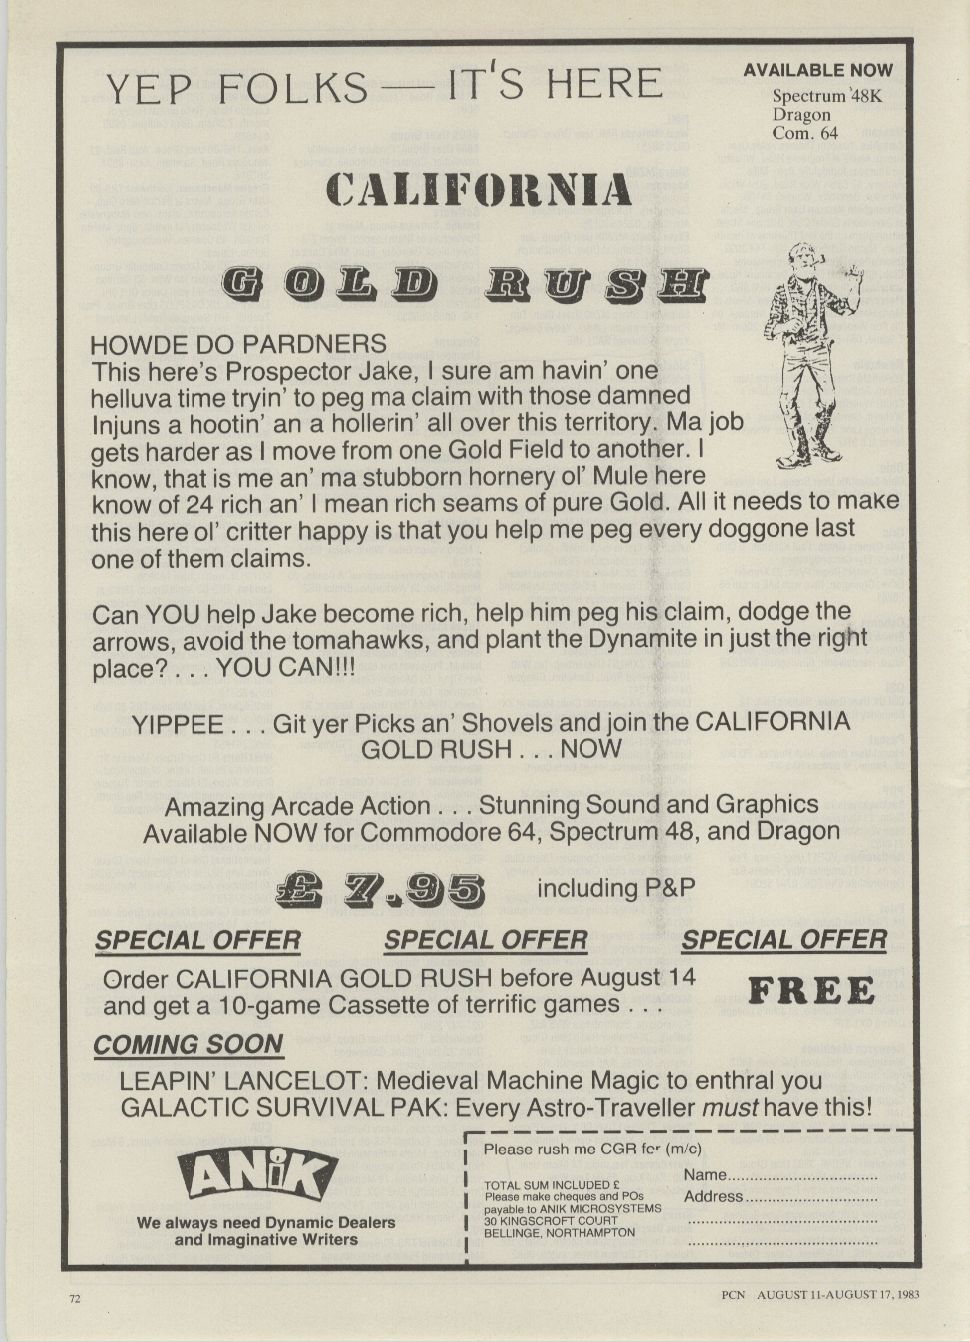 YEP FOLKS — IT'S HERE
AVAILABLE NOW
Spectrum 48K
Dragon
Com. 64
CALIFORNIA
GOLD RUSH
HOWDE DO PARDNERS
This here's Prospector Jake, I sure am havin' one
helluva time tryin' to peg ma claim with those damned
Injuns a hootin' an a hollerin' all over this territory. Ma job
gets harder as I move from one Gold Field to another. I
know, that is me an' ma stubborn hornery ol' Mule here
know of 24 rich an' I mean rich seams of pure Gold. All it needs to make
this here ol' critter happy is that you help me peg every doggone last
one of them claims.
Can YOU help Jake become rich, help him peg his claim, dodge the
arrows, avoid the tomahawks, and plant the Dynamite in just the right
place? . . . YOU CAN!!!
YIPPEE . . . Git yer Picks an' Shovels and join the CALIFORNIA
GOLD RUSH . . . NOW
Amazing Arcade Action . . . Stunning Sound and Graphics
Available NOW for Commodore 64, Spectrum 48, and Dragon
£ 7.95 including P&P
SPECIAL OFFER SPECIAL OFFER SPECIAL OFFER
Order CALIFORNIA GOLD RUSH before August 14
and get a 10-game Cassette of terrific games . . .
FREE
COMING SOON
LEAPIN' LANCELOT: Medieval Machine Magic to enthral you
GALACTIC SURVIVAL PAK: Every Astro-Traveller must have this!
ANiK
We always need Dynamic Dealers
and Imaginative Writers
Please rush me CGR for (m/c)
Name
Address
TOTAL SUM INCLUDED £
Please make cheques and POs
payable to ANIK MICROSYSTEMS
30 KINGSCROFT COURT
BELLINGE, NORTHAMPTON
72
PCN AUGUST 11-AUGUST 17, 1983